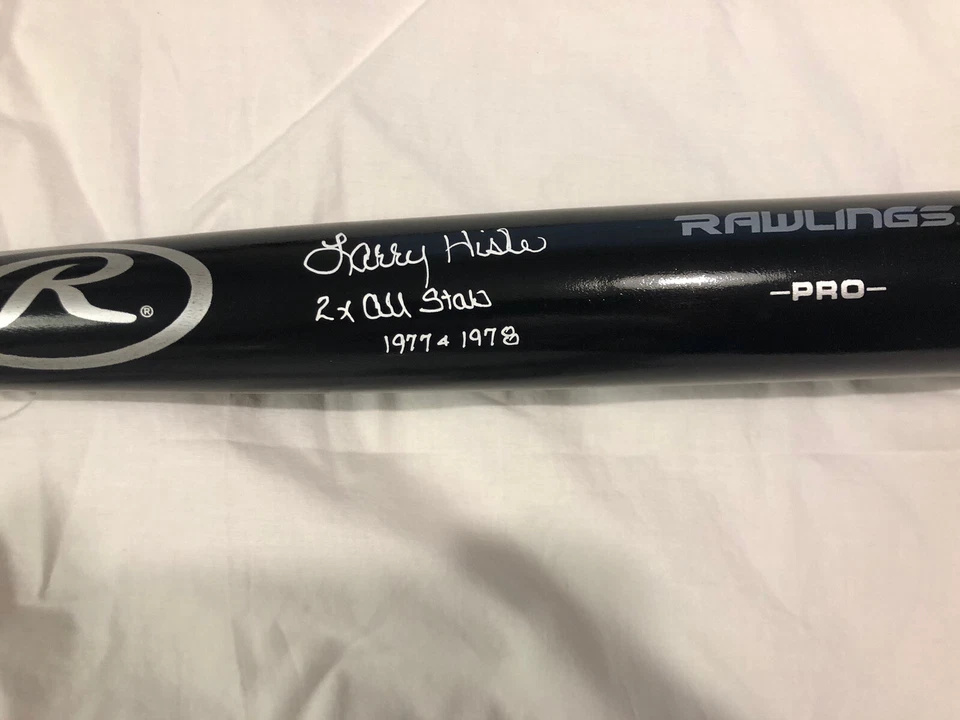 R®
Larry Hisle
2x All Star
1977 & 1978
RAWLINGS
-PRO-